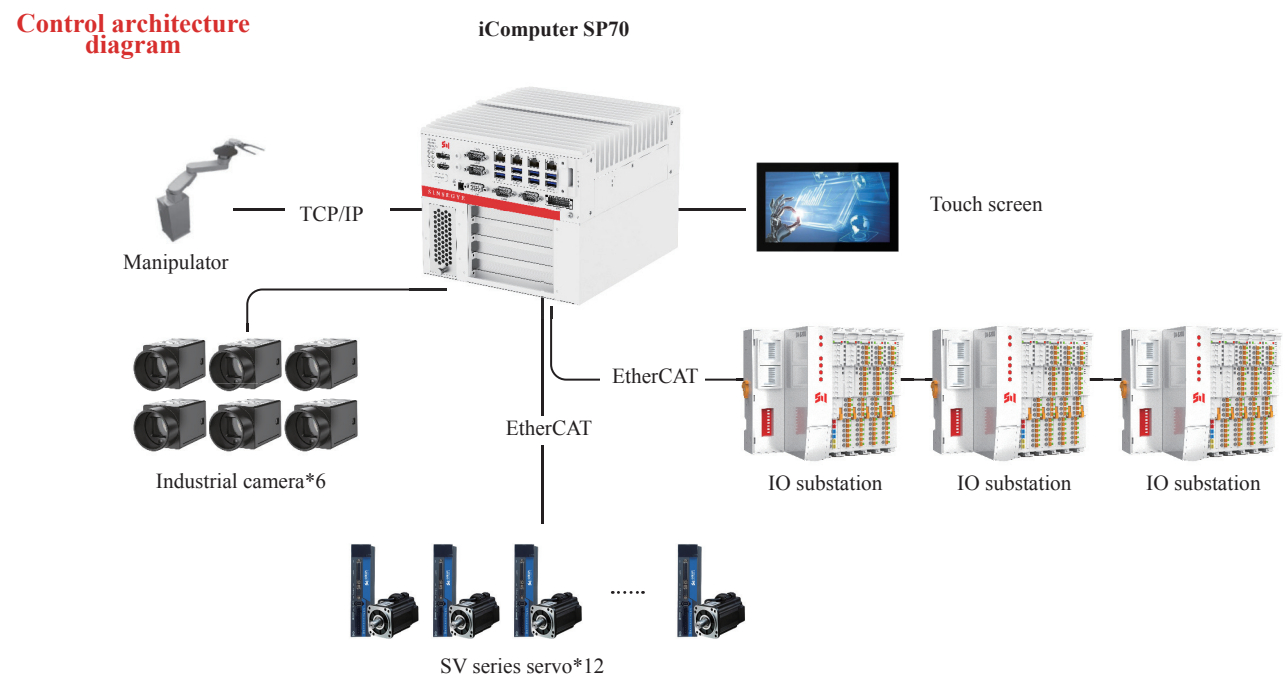 Control architecture
diagram
iComputer SP70
SINSEGYE
TCP/IP
Touch screen
Manipulator
EtherCAT
EtherCAT
Industrial camera*6
IO substation
IO substation
IO substation
......
SV series servo*12